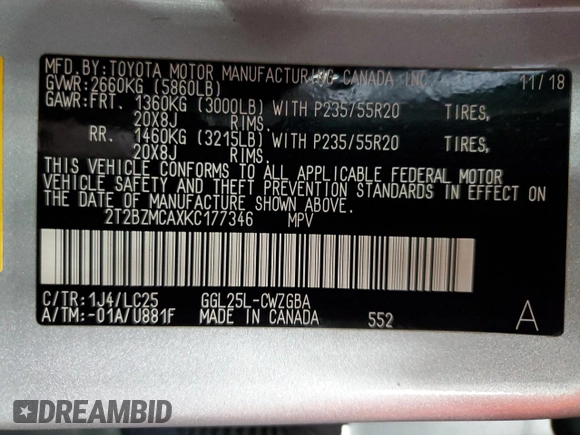 MFD.BY:TOYOTA MOTOR MANUFACTURING CANADA INC. 11/18
GVWR:2660KG (5860LB)
GAWR:FRT. 1360KG (3000LB) WITH P235/55R20 TIRES,
20X8J RIMS.
RR. 1460KG (3215LB) WITH P235/55R20 TIRES,
20X8J RIMS.
THIS VEHICLE CONFORMS TO ALL APPLICABLE FEDERAL MOTOR
VEHICLE SAFETY AND THEFT PREVENTION STANDARDS IN EFFECT ON
THE DATE OF MANUFACTURE SHOWN ABOVE.
2T2BZMCAXKC177346 MPV
C/TR:1J4/LC25 GGL25L-CWZGBA
A/TM:-01A/U881F MADE IN CANADA 552 A
DREAMBID